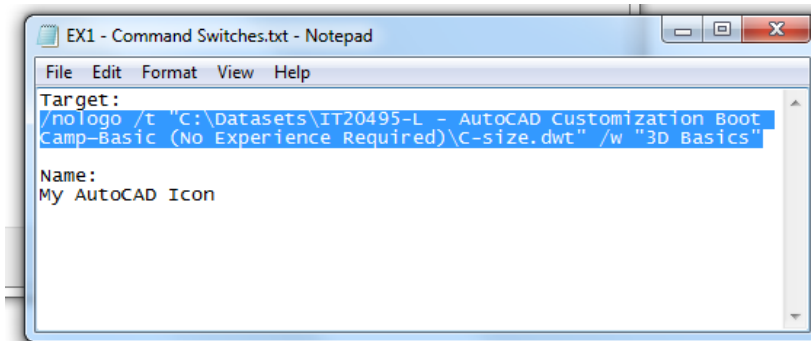 EX1 - Command Switches.txt - Notepad
File Edit Format View Help
Target:
/nologo /t "C:\Datasets\IT20495-L - AutoCAD Customization Boot
Camp–Basic (No Experience Required)\C-size.dwt" /w "3D Basics"
Name:
My AutoCAD Icon